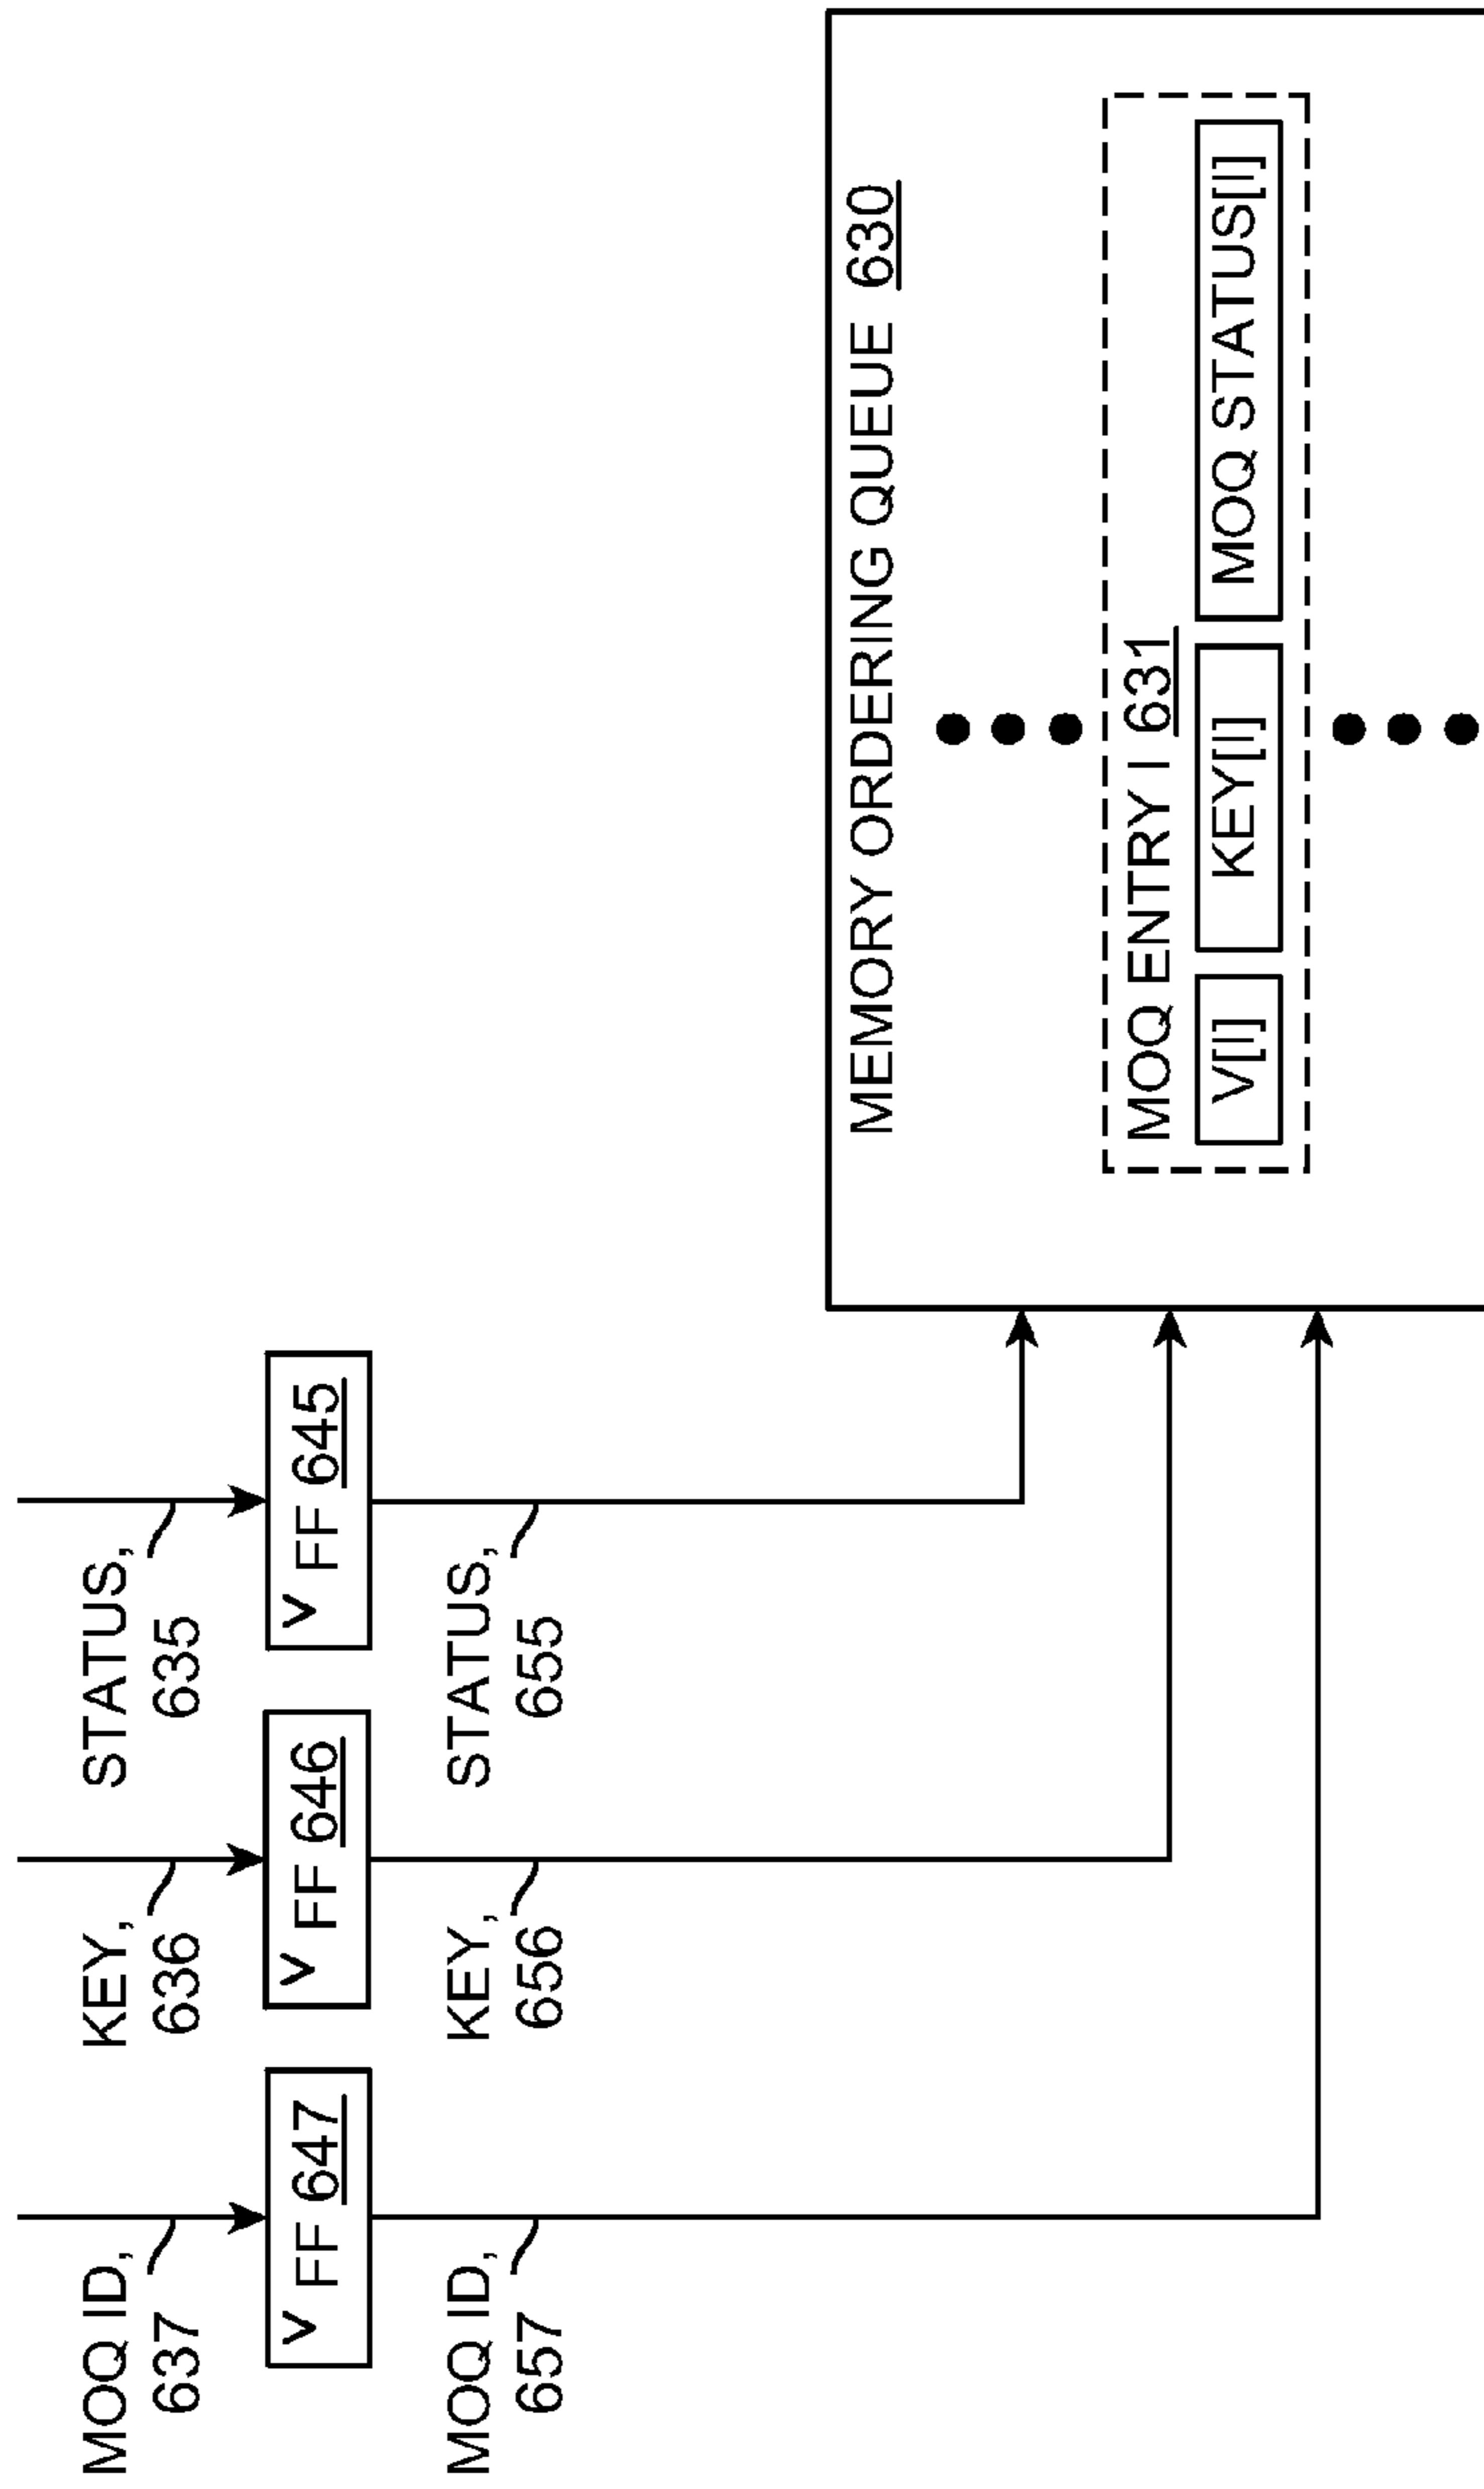 MOQ ID,
637
KEY,
636
STATUS,
635
FF 647
FF 646
FF 645
MOQ ID,
657
KEY,
656
STATUS,
655
MEMORY ORDERING QUEUE 630
MOQ ENTRY I 631
V[I]
KEY[I]
MOQ STATUS[I]